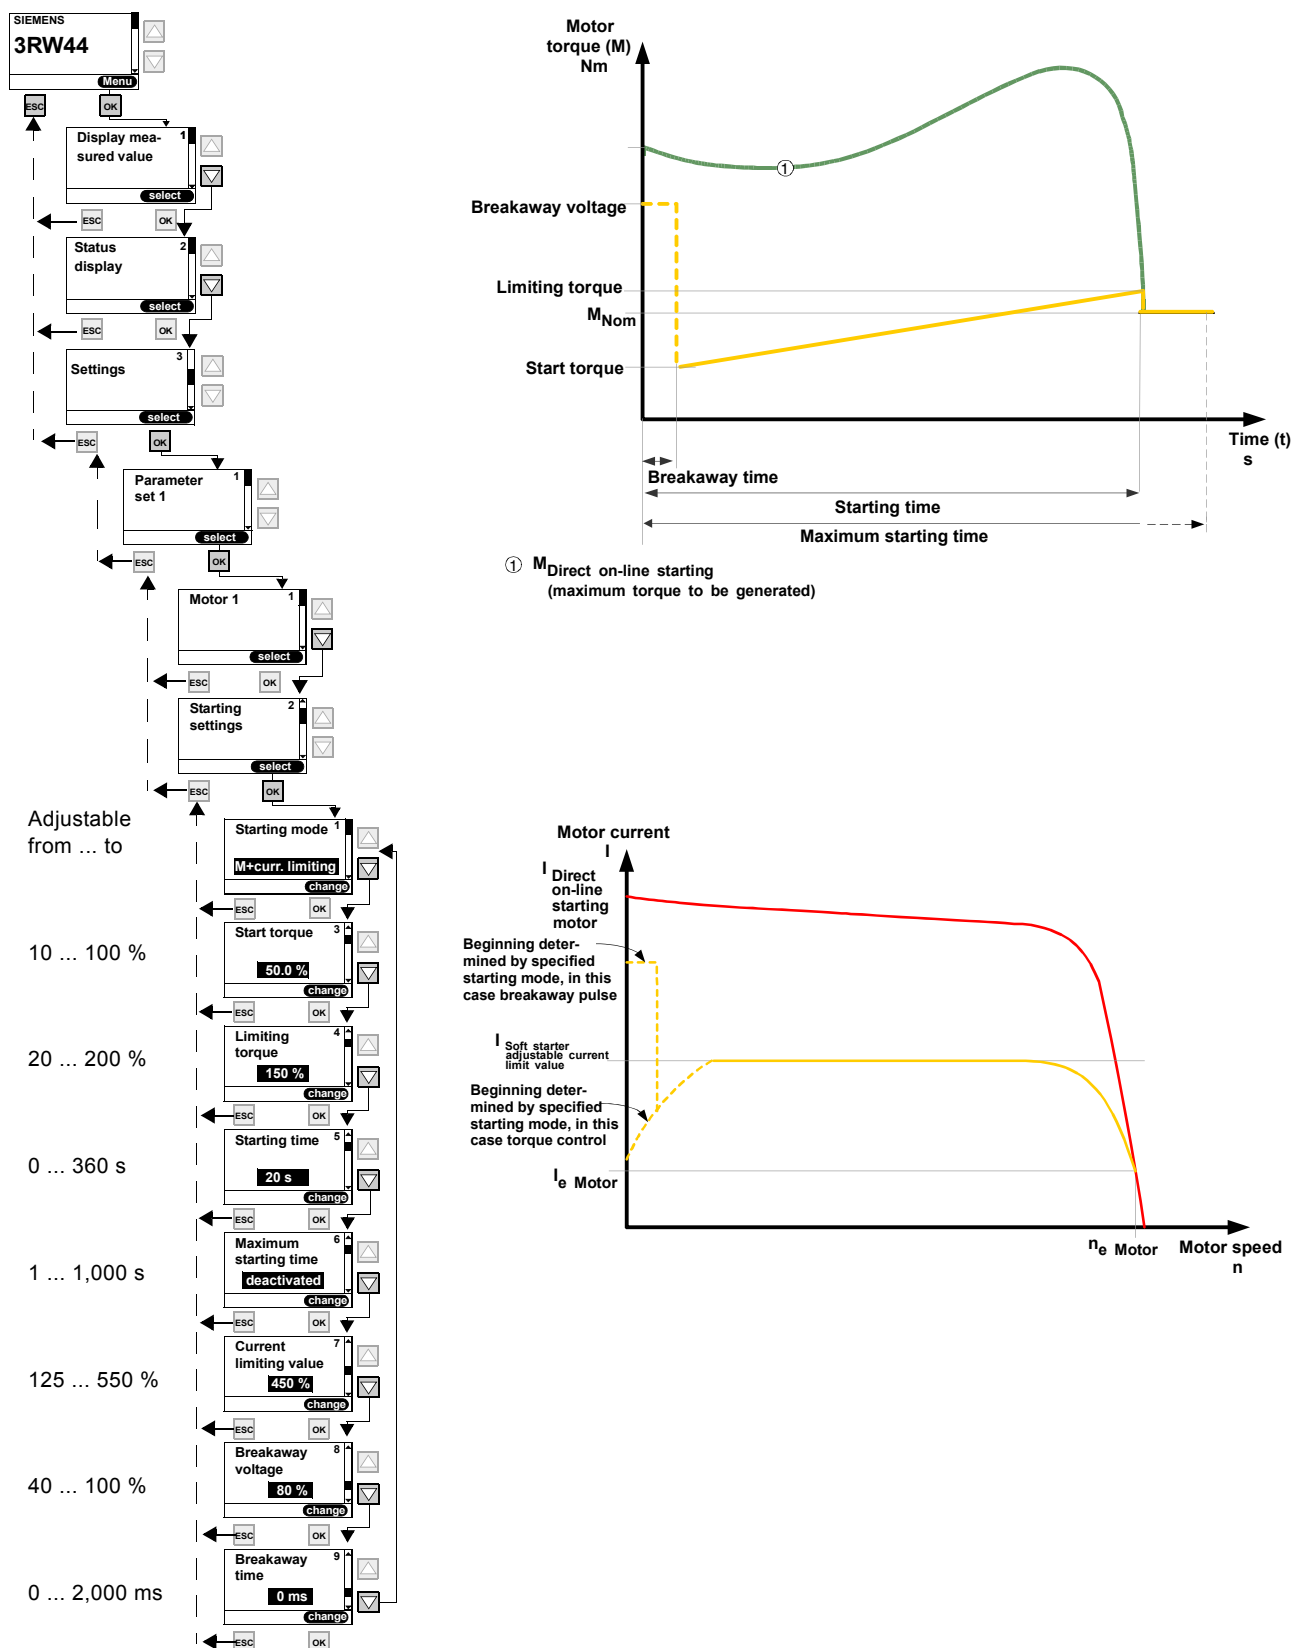 SIEMENS
3RW44
Menu
ESC
OK
Display mea-
sured value
1
select
ESC
OK
Status
display
2
select
ESC
OK
Settings
3
select
ESC
OK
Parameter
set 1
1
select
ESC
OK
Motor 1
1
select
ESC
OK
Starting
settings
2
select
ESC
OK
Adjustable
from ... to
Starting mode
1
M+curr. limiting
change
ESC
OK
10 ... 100 %
Start torque
3
50.0 %
change
ESC
OK
20 ... 200 %
Limiting
torque
4
150 %
change
ESC
OK
0 ... 360 s
Starting time
5
20 s
change
ESC
OK
1 ... 1,000 s
Maximum
starting time
6
deactivated
change
ESC
OK
125 ... 550 %
Current
limiting value
7
450 %
change
ESC
OK
40 ... 100 %
Breakaway
voltage
8
80 %
change
ESC
OK
0 ... 2,000 ms
Breakaway
time
9
0 ms
change
ESC
OK
Motor
torque (M)
Nm
①
Breakaway voltage
Limiting torque
MNom
Start torque
Time (t)
s
Breakaway time
Starting time
Maximum starting time
① MDirect on-line starting
(maximum torque to be generated)
Motor current
I
I Direct
on-line
starting
motor
Beginning deter-
mined by specified
starting mode, in this
case breakaway pulse
I Soft starter
adjustable current
limit value
Beginning deter-
mined by specified
starting mode, in this
case torque control
Ie Motor
ne Motor
Motor speed
n